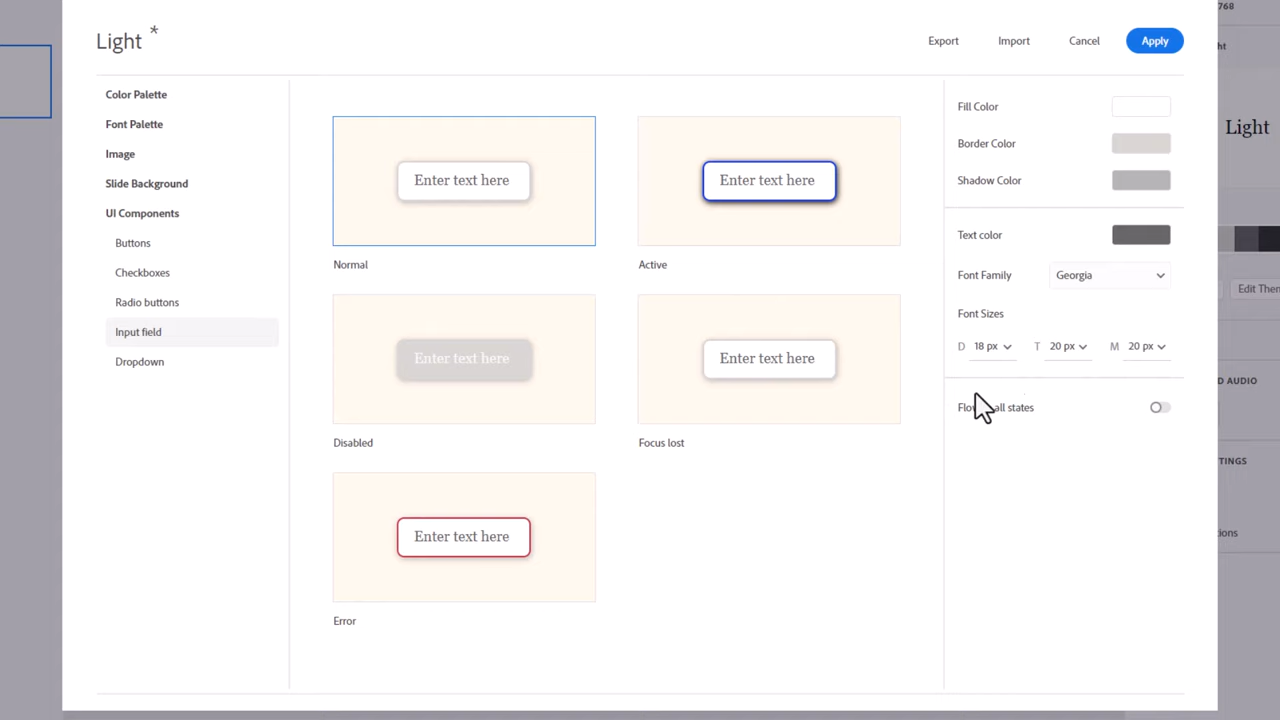 Light *
Export
Import
Cancel
Apply
Color Palette
Font Palette
Image
Slide Background
UI Components
Buttons
Checkboxes
Radio buttons
Input field
Dropdown
Enter text here
Normal
Enter text here
Active
Enter text here
Disabled
Enter text here
Focus lost
Enter text here
Error
Fill Color
Border Color
Shadow Color
Text color
Font Family
Georgia
Font Sizes
D 18 px
T 20 px
M 20 px
all states
768
ht
Light
Edit Then
D AUDIO
TINGS
ions